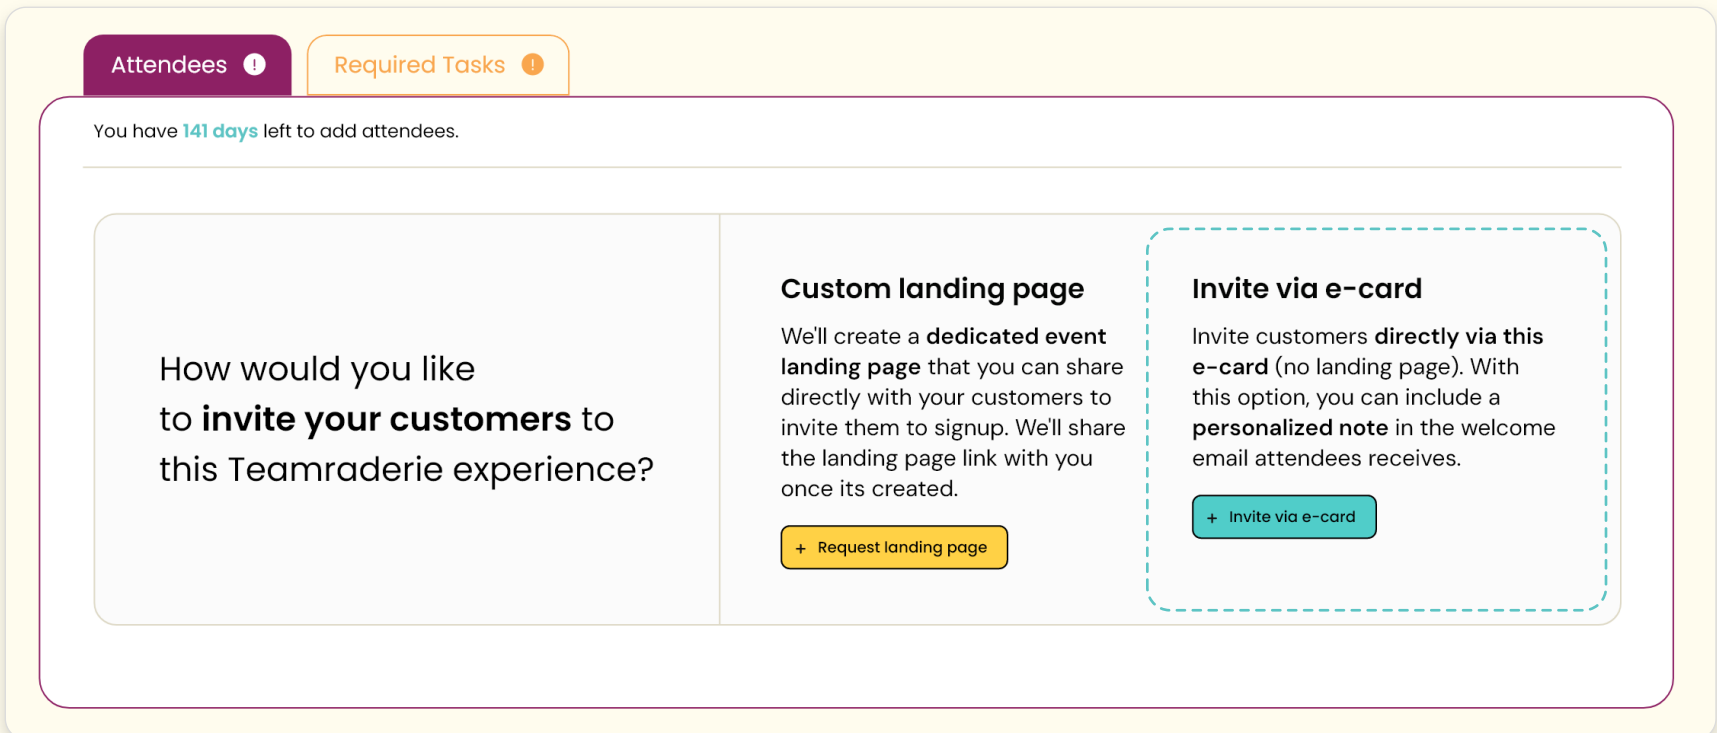 Attendees !
Required Tasks !
You have 141 days left to add attendees.
How would you like
to invite your customers to
this Teamraderie experience?
Custom landing page
We'll create a dedicated event
landing page that you can share
directly with your customers to
invite them to signup. We'll share
the landing page link with you
once its created.
+ Request landing page
Invite via e-card
Invite customers directly via this
e-card (no landing page). With
this option, you can include a
personalized note in the welcome
email attendees receives.
+ Invite via e-card